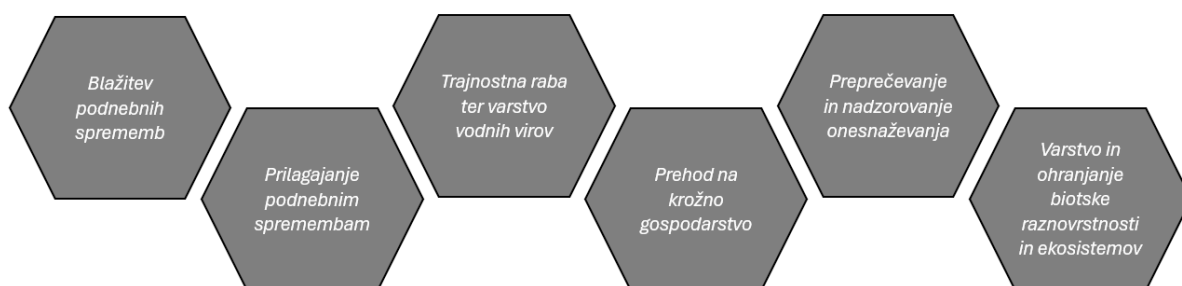 Blažitev
podnebnih
sprememb
Prilagajanje
podnebnim
spremembam
Trajnostna raba
ter varstvo
vodnih virov
Prehod na
krožno
gospodarstvo
Preprečevanje
in nadzorovanje
onesnaževanja
Varstvo in
ohranjanje
biotske
raznovrstnosti
in ekosistemov